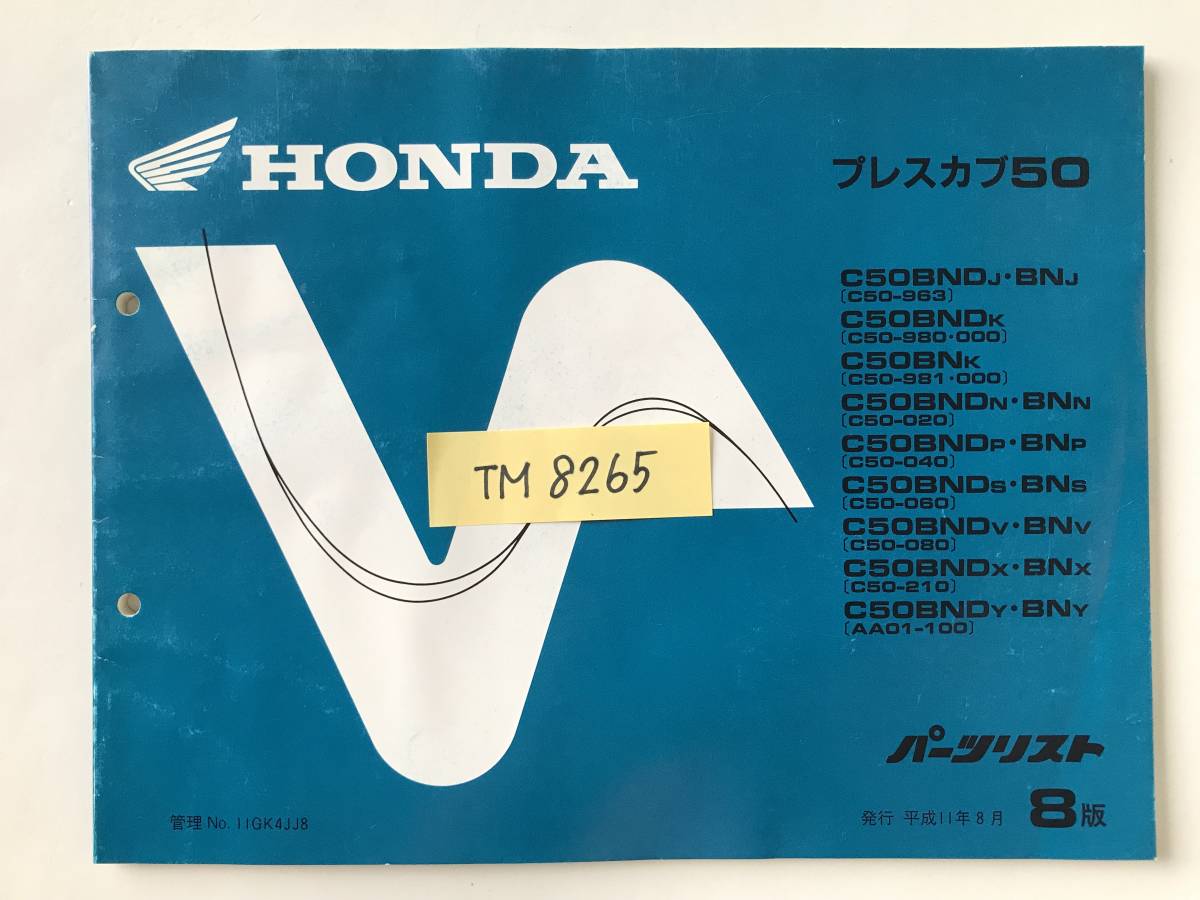 HONDA
プレスカブ50
C50BNDJ・BNJ
〔C50-963〕
C50BNDK
〔C50-980・000〕
C50BNK
〔C50-981・000〕
C50BNDN・BNN
〔C50-020〕
C50BNDP・BNP
〔C50-040〕
C50BNDS・BNS
〔C50-060〕
C50BNDV・BNV
〔C50-080〕
C50BNDX・BNX
〔C50-210〕
C50BNDY・BNY
〔AA01-100〕
TM 8265
パーツリスト
管理 No. 11GK4JJ8
発行 平成11年8月 8版